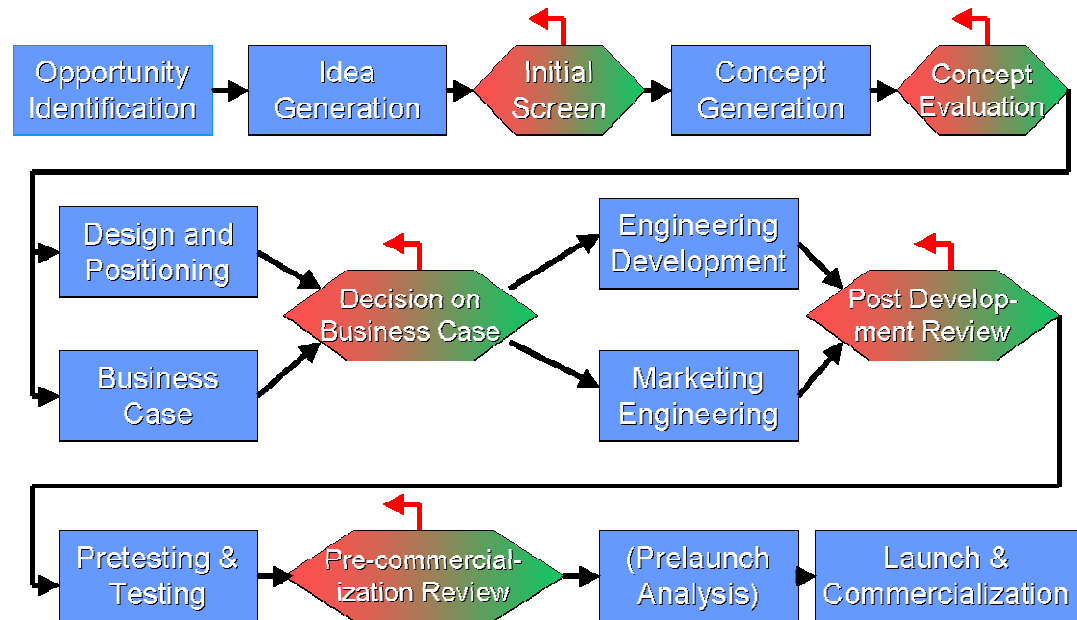 Opportunity
Identification
Idea
Generation
Initial
Screen
Concept
Generation
Concept
Evaluation
Design and
Positioning
Business
Case
Decision on
Business Case
Engineering
Development
Marketing
Engineering
Post Develop-
ment Review
Pretesting &
Testing
Pre-commercial-
ization Review
(Prelaunch
Analysis)
Launch &
Commercialization